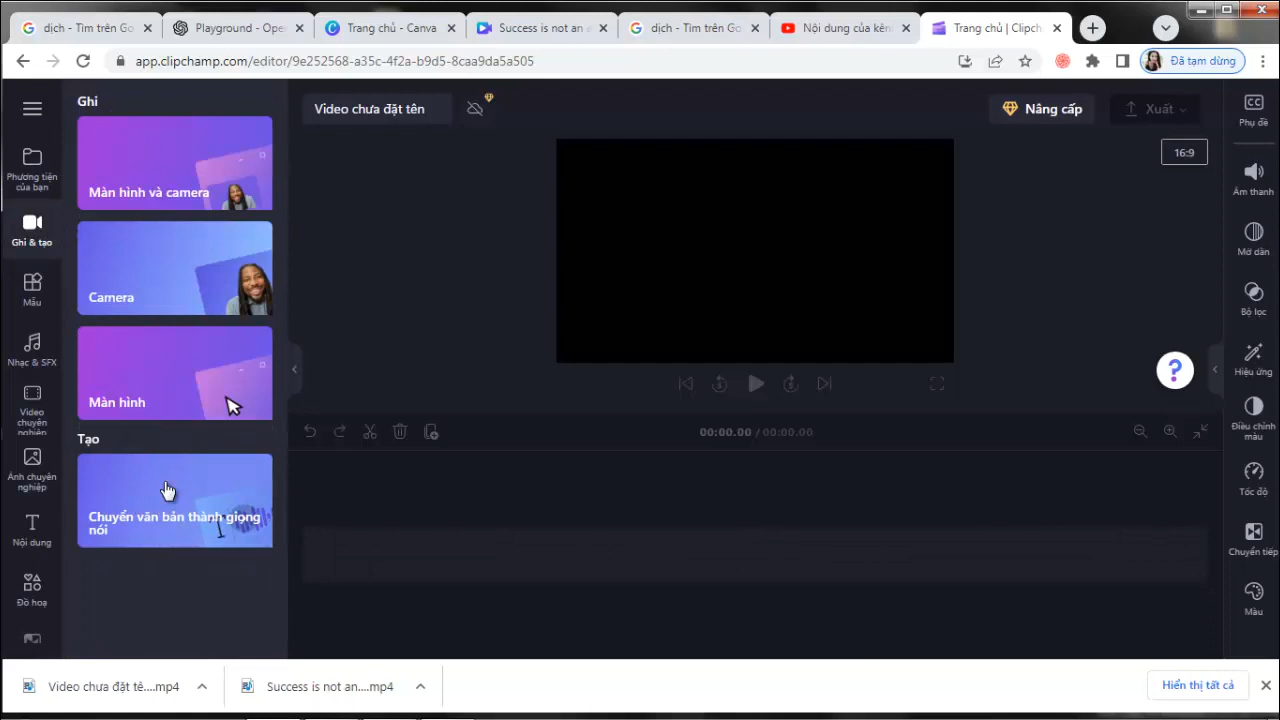 dịch - Tìm trên Go
Playground - Ope
Trang chủ - Canva
Success is not an a
dịch - Tìm trên Go
Nội dung của kên
Trang chủ | Clipch
app.clipchamp.com/editor/9e252568-a35c-4f2a-bd53-caa9da5a505
Đã tạm dừng
Phương tiện
của bạn
Ghi & tạo
Mẫu
Nhạc & SFX
Video
chuyên
nghiệp
Ảnh chuyên
nghiệp
Nội dung
Đồ hoạ
Ghi
Màn hình và camera
Camera
Màn hình
Tạo
Chuyển văn bản thành giọng
nói
Video chưa đặt tên
Nâng cấp
Xuất
16:9
5
5
?
00:00.00 / 00:00.00
CC
Phụ đề
Âm thanh
Mờ dần
Bộ lọc
Hiệu ứng
Điều chỉnh
màu
Tốc độ
Chuyển tiếp
Màu
Video chưa đặt tê....mp4
Success is not an....mp4
Hiển thị tất cả